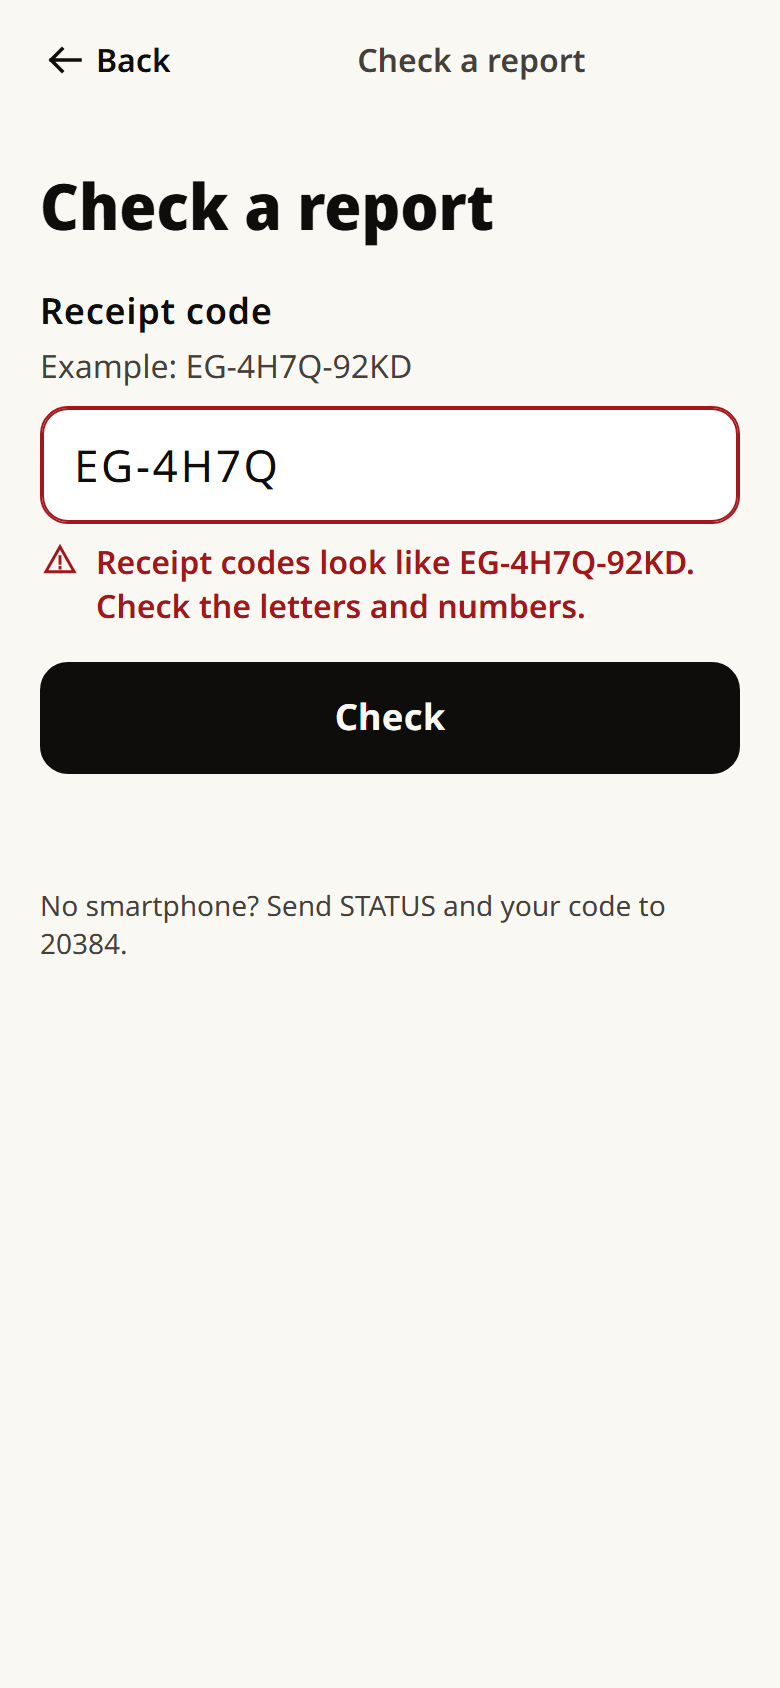 Back
Check a report
Check a report
Receipt code
Example: EG-4H7Q-92KD
EG-4H7Q
Receipt codes look like EG-4H7Q-92KD.
Check the letters and numbers.
Check
No smartphone? Send STATUS and your code to
20384.